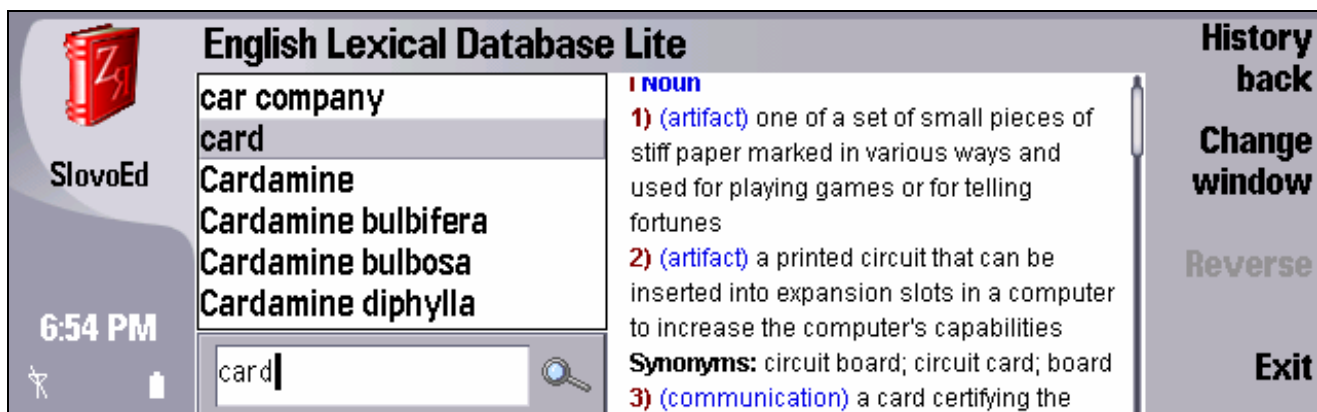 English Lexical Database Lite
SlovoEd
6:54 PM
car company
card
Cardamine
Cardamine bulbifera
Cardamine bulbosa
Cardamine diphylla
card
I Noun
1) (artifact) one of a set of small pieces of
stiff paper marked in various ways and
used for playing games or for telling
fortunes
2) (artifact) a printed circuit that can be
inserted into expansion slots in a computer
to increase the computer's capabilities
Synonyms: circuit board; circuit card; board
3) (communication) a card certifying the
History
back
Change
window
Reverse
Exit